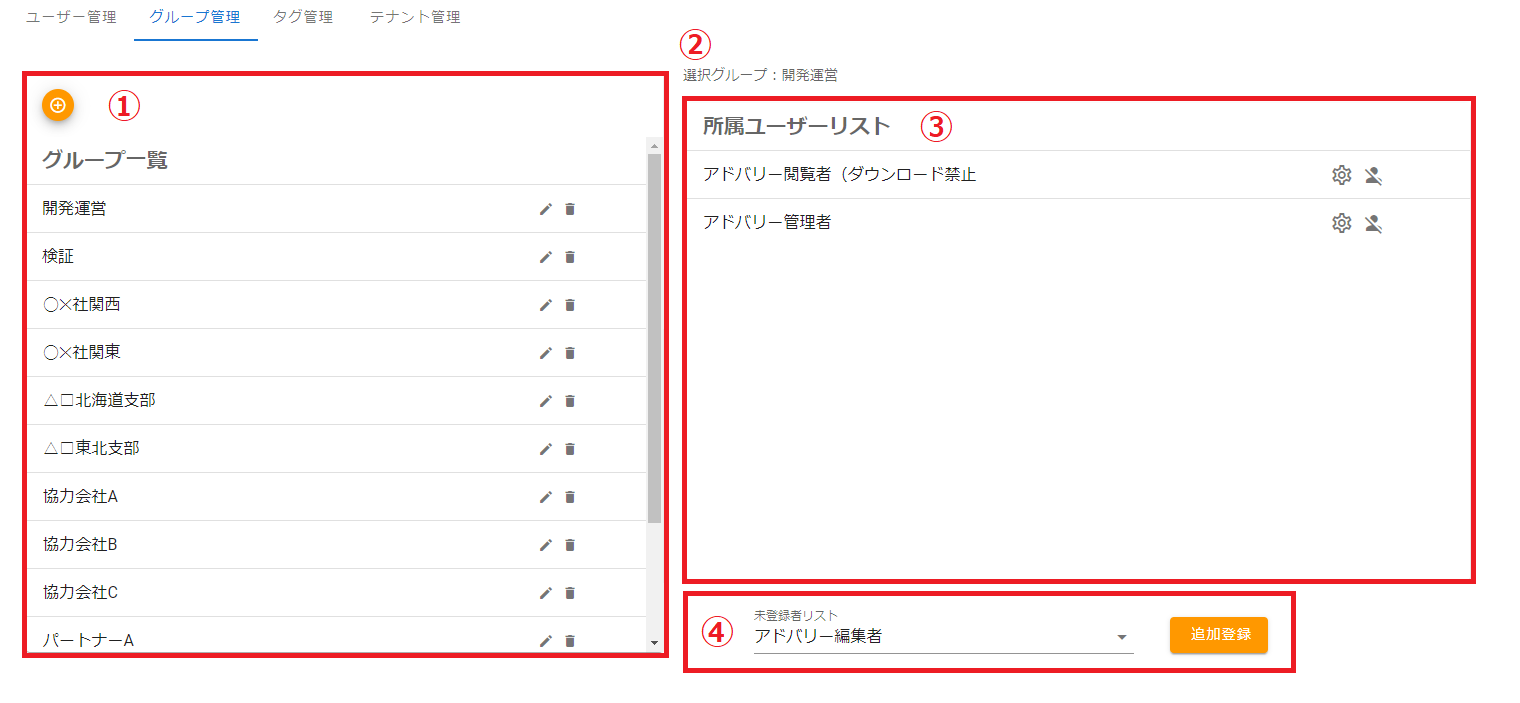 ユーザー管理 グループ管理 タグ管理 テナント管理
①
グループ一覧
開発運営
検証
〇×社関西
〇×社関東
△□北海道支部
△□東北支部
協力会社A
協力会社B
協力会社C
パートナーA
②
選択グループ：開発運営
所属ユーザーリスト ③
アドバリー閲覧者（ダウンロード禁止
アドバリー管理者
④
未登録者リスト
アドバリー編集者
追加登録